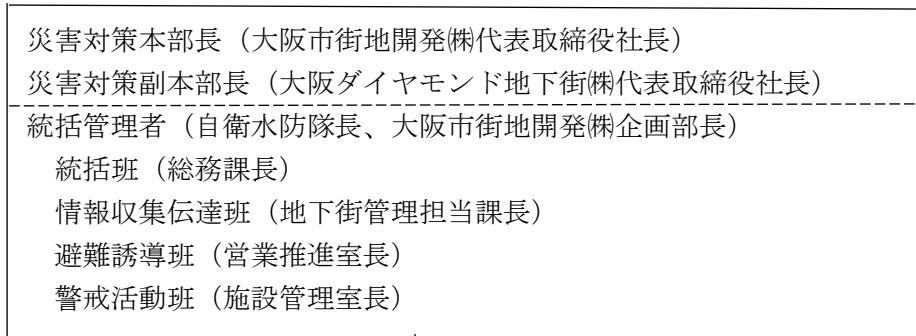 災害対策本部長（大阪市街地開発㈱代表取締役社長）
災害対策副本部長（大阪ダイヤモンド地下街㈱代表取締役社長）
統括管理者（自衛水防隊長、大阪市街地開発㈱企画部長）
統括班（総務課長）
情報収集伝達班（地下街管理担当課長）
避難誘導班（営業推進室長）
警戒活動班（施設管理室長）